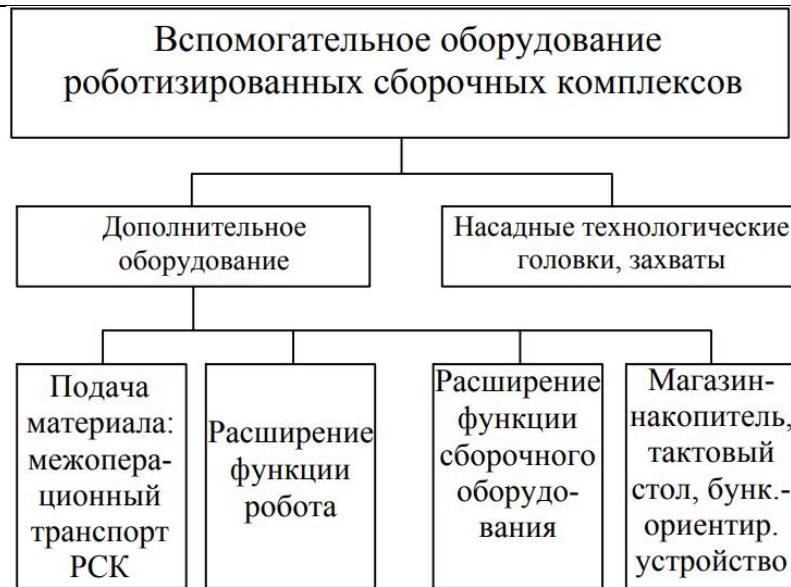 Вспомогательное оборудование
роботизированных сборочных комплексов
Дополнительное
оборудование
Насадные технологические
головки, захваты
Подача
материала:
межопера-
ционный
транспорт
РСК
Расширение
функции
робота
Расширение
функции
сборочного
оборудо-
вания
Магазин-
накопитель,
тактовый
стол, бунк.-
ориентир.
устройство